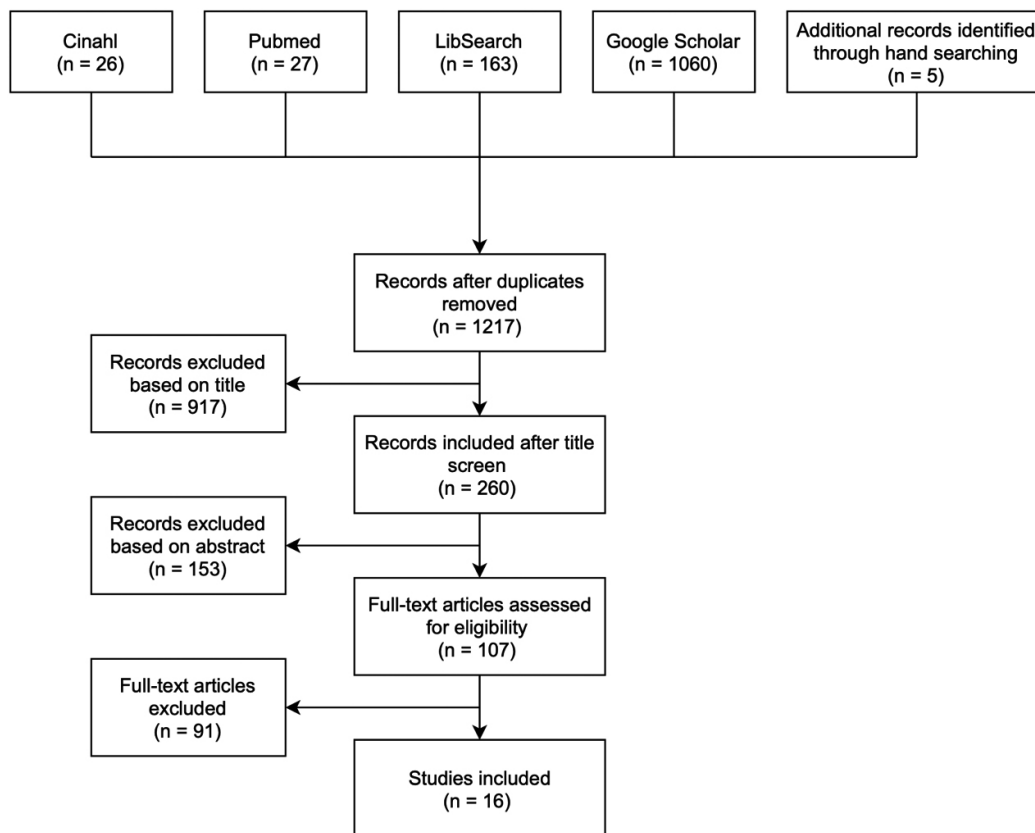 Cinahl
(n = 26)
Pubmed
(n = 27)
LibSearch
(n = 163)
Google Scholar
(n = 1060)
Additional records identified
through hand searching
(n = 5)
Records after duplicates
removed
(n = 1217)
Records excluded
based on title
(n = 917)
Records included after title
screen
(n = 260)
Records excluded
based on abstract
(n = 153)
Full-text articles assessed
for eligibility
(n = 107)
Full-text articles
excluded
(n = 91)
Studies included
(n = 16)